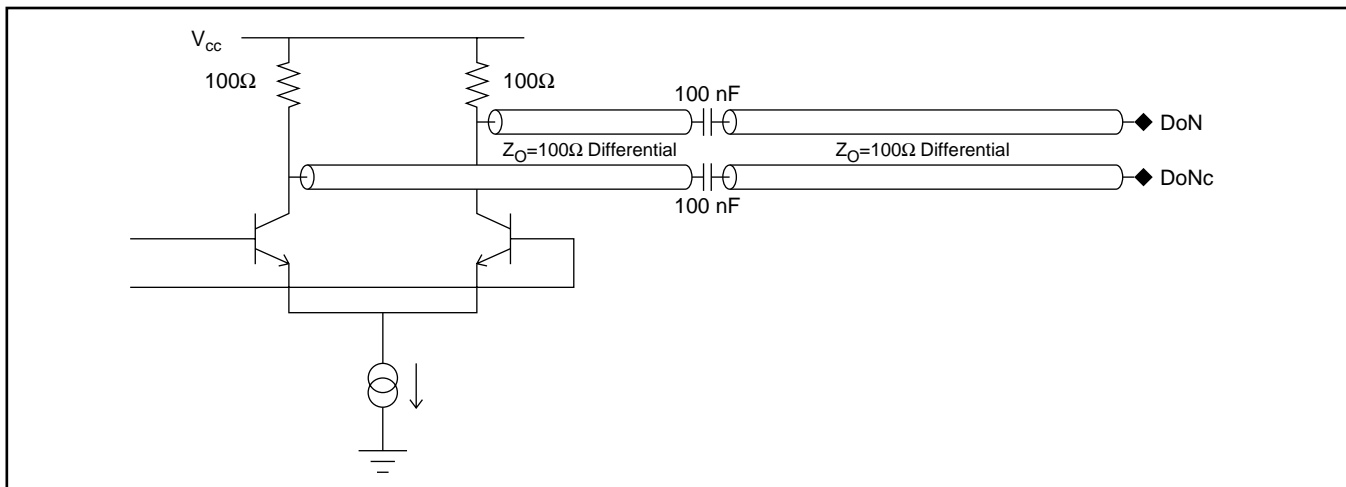 Vcc
100Ω
100Ω
100 nF
DoN
ZO=100Ω Differential
ZO=100Ω Differential
DoNc
100 nF